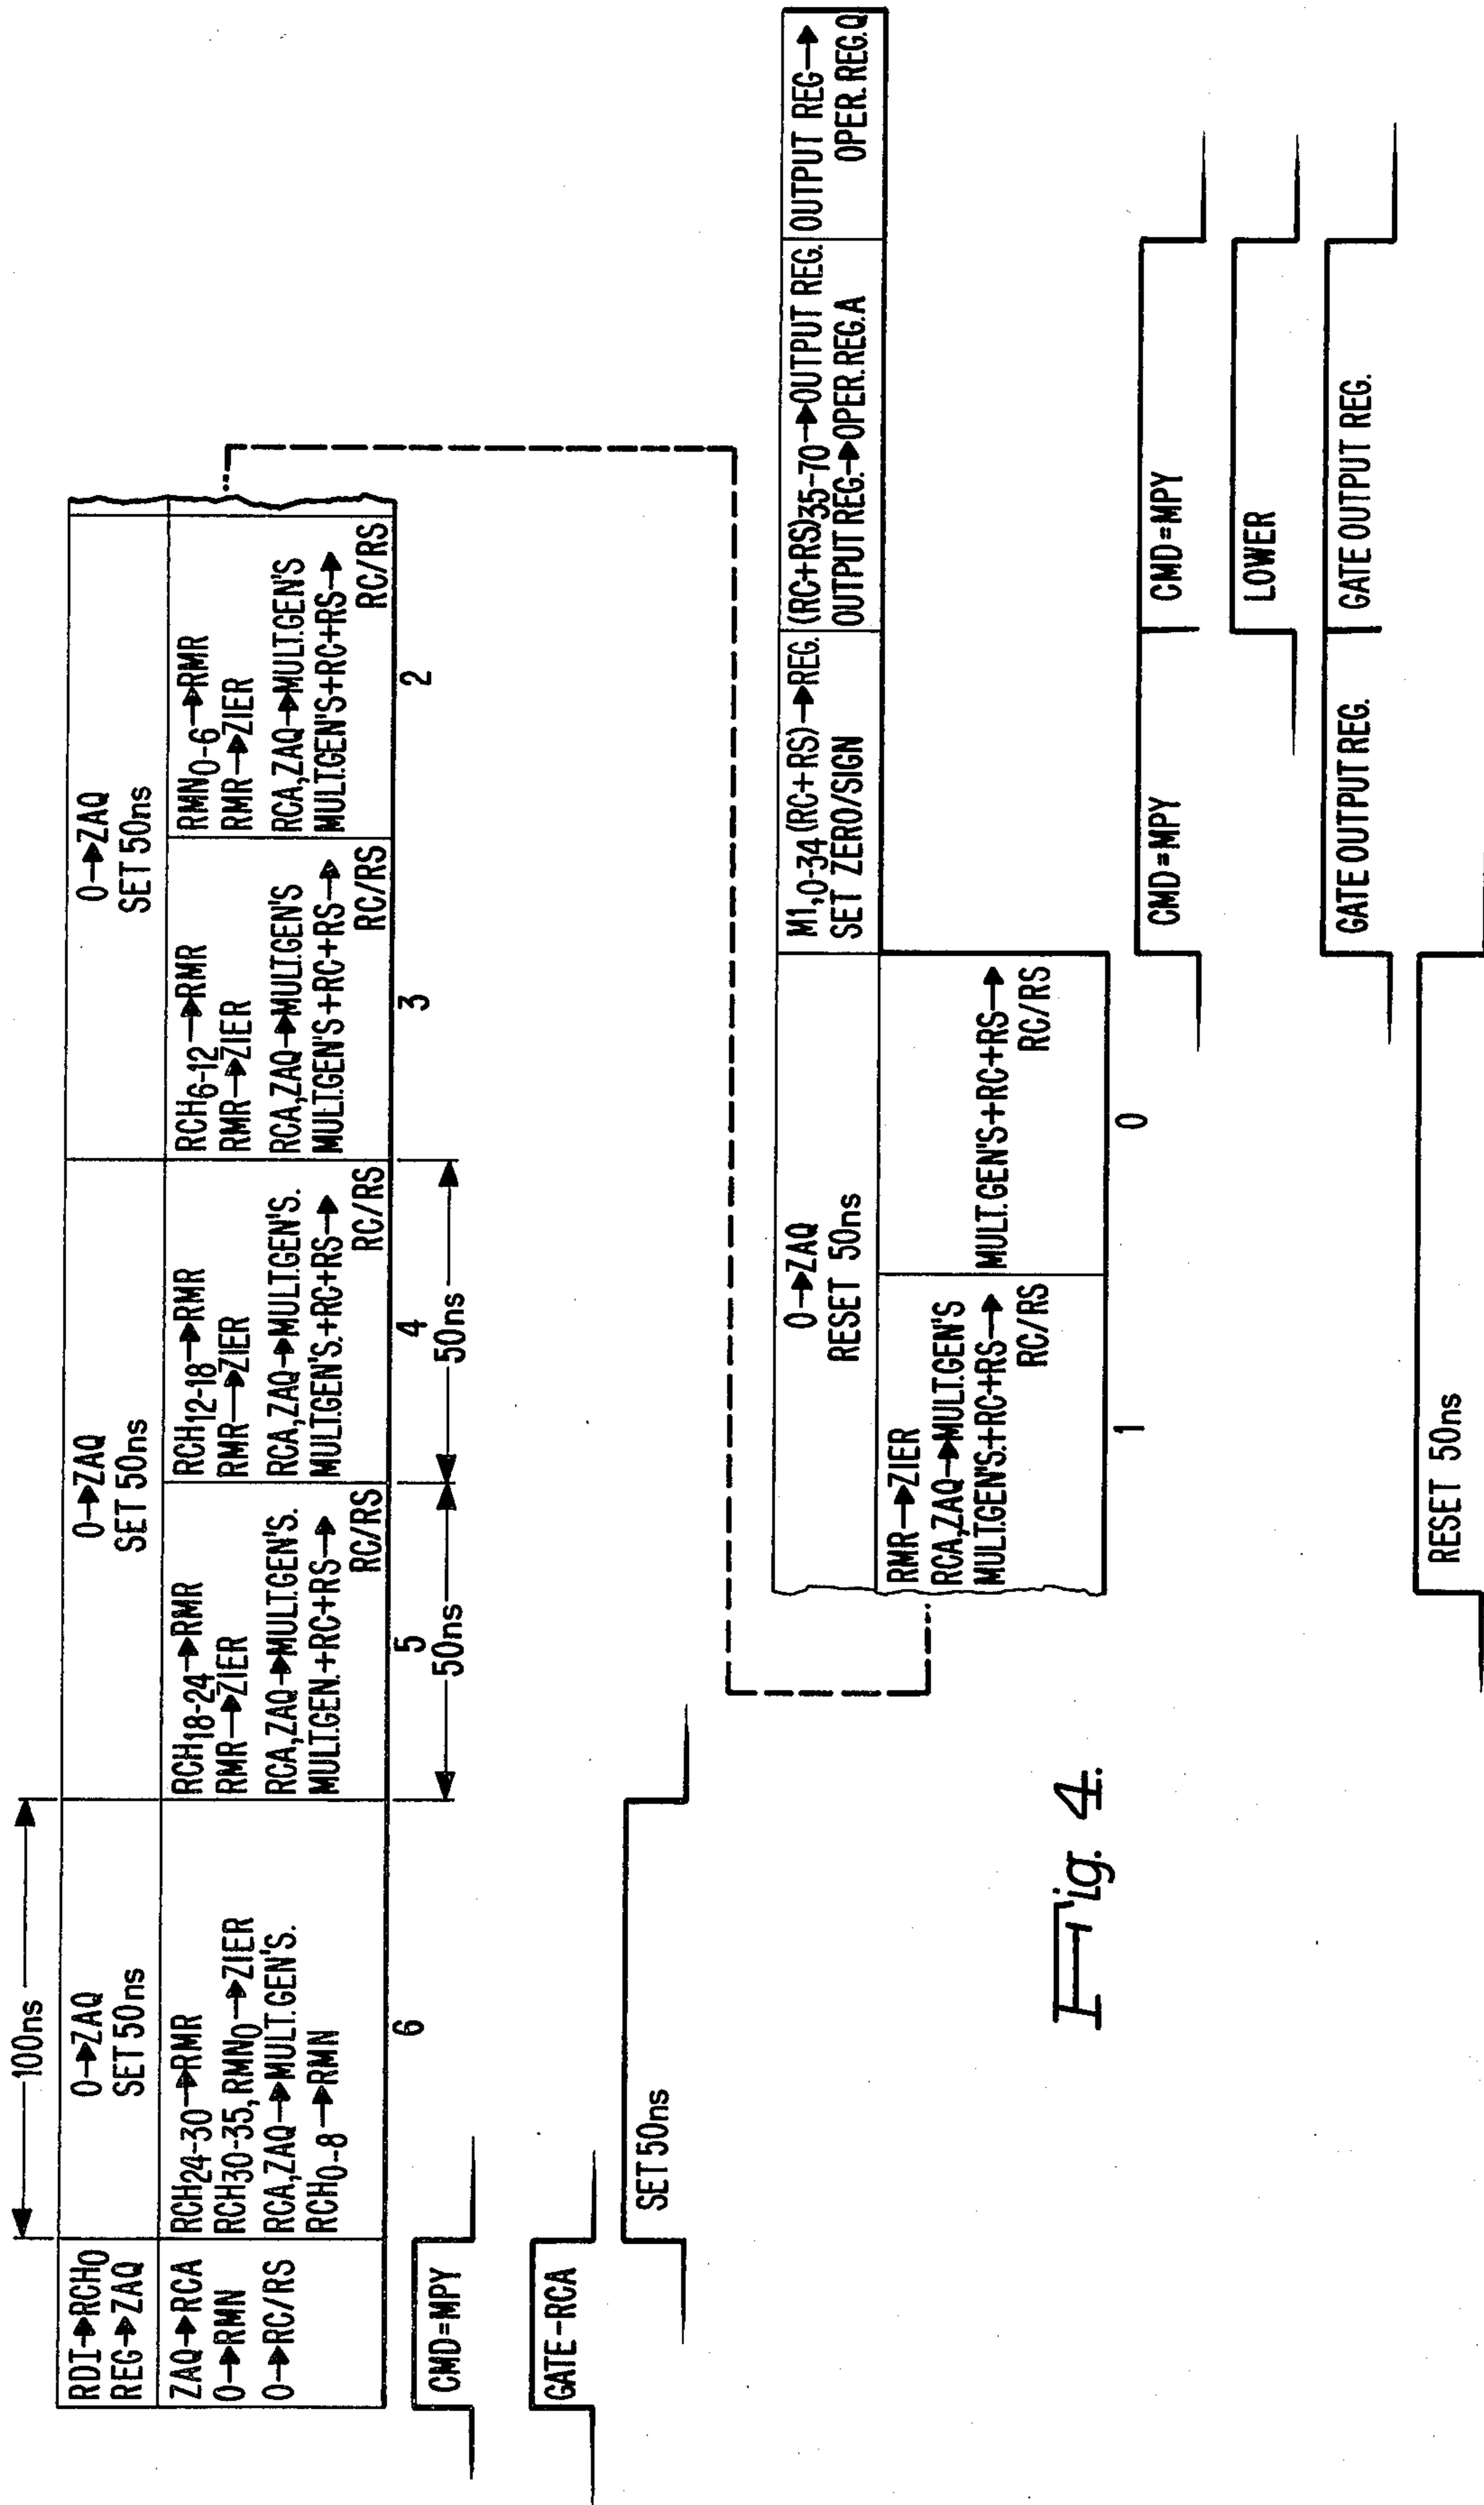 100ns
RDI→RCHO
REG→ZAQ
ZAQ→RCA
O→RMN
O→RC/RS
O→ZAQ
SET 50ns
RCH24-30→RMR
RCH30-35,RMN0→ZIER
RCA,ZAQ→MULT.GEN'S.
RCH0-8→RMN
6
O→ZAQ
SET 50ns
RCH18-24→RMR
RMR→ZIER
RCA,ZAQ→MULT.GEN'S.
MULT.GEN.+RC+RS→
RC/RS
5
50ns
RCH12-18→RMR
RMR→ZIER
RCA,ZAQ→MULT.GEN'S.
MULT.GEN'S.+RC+RS→
RC/RS
4
50ns
O→ZAQ
SET 50ns
RCH6-12→RMR
RMR→ZIER
RCA,ZAQ→MULT.GEN'S
MULT.GEN'S+RC+RS→
RC/RS
3
RMN0-6→RMR
RMR→ZIER
RCA,ZAQ→MULT.GEN'S
MULT.GEN'S+RC+RS→
RC/RS
2
CMD=MPY
GATE-RCA
SET 50ns
O→ZAQ
RESET 50ns
RMR→ZIER
RCA,ZAQ→MULT.GEN'S
MULT.GEN'S.+RC+RS→
RC/RS
1
MULT.GEN'S+RC+RS→
RC/RS
0
M1,0-34 (RC+RS)→REG.
SET ZERO/SIGN
(RC+RS)35-70→OUTPUT REG.
OUTPUT REG.→OPER.REG.A
OUTPUT REG→
OPER. REG.Q
CMD=MPY
CMD=MPY
LOWER
GATE OUTPUT REG.
GATE OUTPUT REG.
RESET 50ns
Fig. 4.